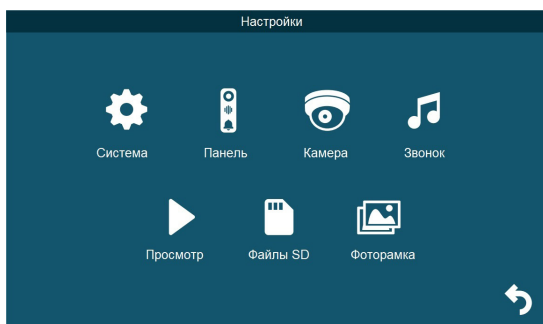 Настройки
Система Панель Камера Звонок
Просмотр Файлы SD Фоторамка